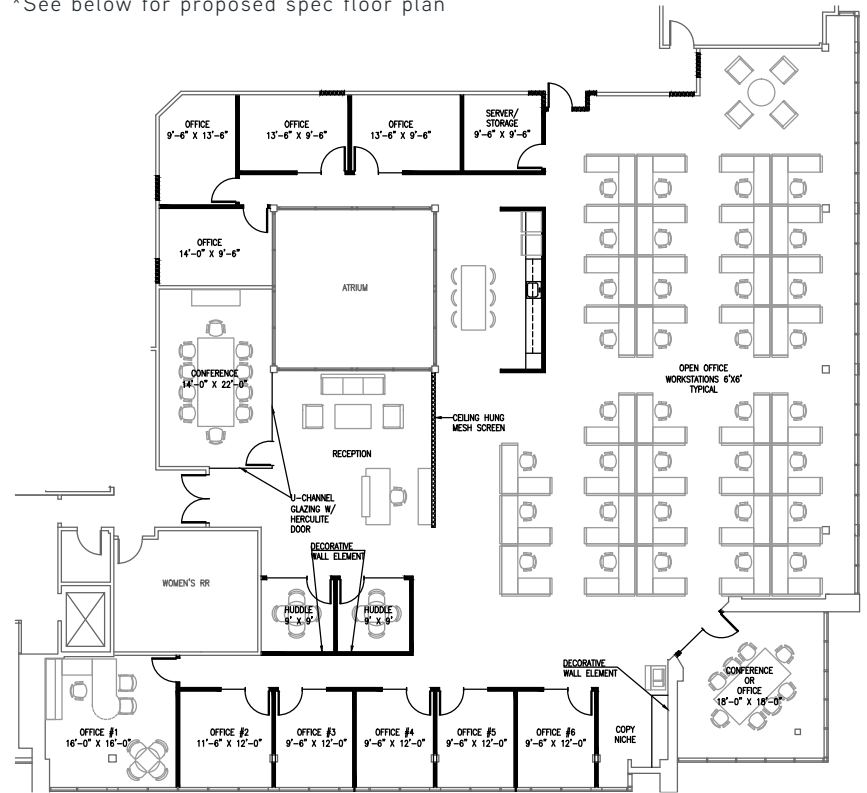 *See below for proposed spec floor plan
OFFICE
9'-6" X 13'-6"
OFFICE
13'-6" X 9'-6"
OFFICE
13'-6" X 9'-6"
SERVER/
STORAGE
9'-6" X 9'-6"
OFFICE
14'-0" X 9'-6"
ATRIUM
CONFERENCE
14'-0" X 22'-0"
OPEN OFFICE
WORKSTATIONS 6'X6'
TYPICAL
CEILING HUNG
MESH SCREEN
RECEPTION
U-CHANNEL
GLAZING W/
HERCULITE
DOOR
DECORATIVE
WALL ELEMENT
WOMEN'S RR
HUDDLE
9' X 9'
HUDDLE
9' X 9'
DECORATIVE
WALL ELEMENT
CONFERENCE
OR
OFFICE
18'-0" X 18'-0"
OFFICE #1
16'-0" X 16'-0"
OFFICE #2
11'-6" X 12'-0"
OFFICE #3
9'-6" X 12'-0"
OFFICE #4
9'-6" X 12'-0"
OFFICE #5
9'-6" X 12'-0"
OFFICE #6
9'-6" X 12'-0"
COPY
NICHE